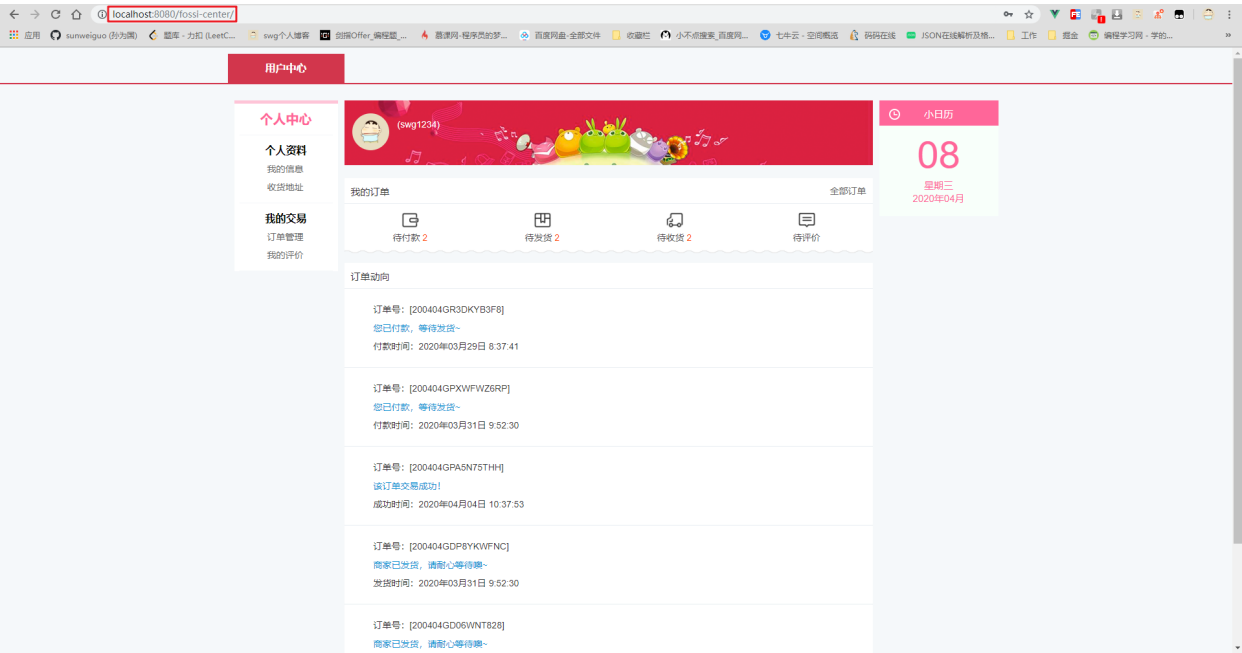 localhost:8080/fossi-center/
应用 sunweiguo (孙为国) 题库 - 力扣 (LeetC... swg个人博客 剑指Offer_编程题_... 慕课网-程序员的梦... 百度网盘-全部文件 收藏栏 小不点搜索_百度网... 七牛云 - 空间概览 码码在线 JSON在线解析及格... 工作 掘金 编程学习网 - 学的... »
用户中心
个人中心
个人资料
我的信息
收货地址
我的交易
订单管理
我的评价
(swg1234)
我的订单 全部订单
待付款 2 待发货 2 待收货 2 待评价
订单动向
订单号：[200404GR3DKYB3F8]
您已付款，等待发货~
付款时间：2020年03月29日 8:37:41
订单号：[200404GPXWFWZ6RP]
您已付款，等待发货~
付款时间：2020年03月31日 9:52:30
订单号：[200404GPA5N75THH]
该订单交易成功！
成功时间：2020年04月04日 10:37:53
订单号：[200404GDP8YKWFNC]
商家已发货，请耐心等待噢~
发货时间：2020年03月31日 9:52:30
订单号：[200404GD06WNT828]
商家已发货，请耐心等待噢~
小日历
08
星期三
2020年04月